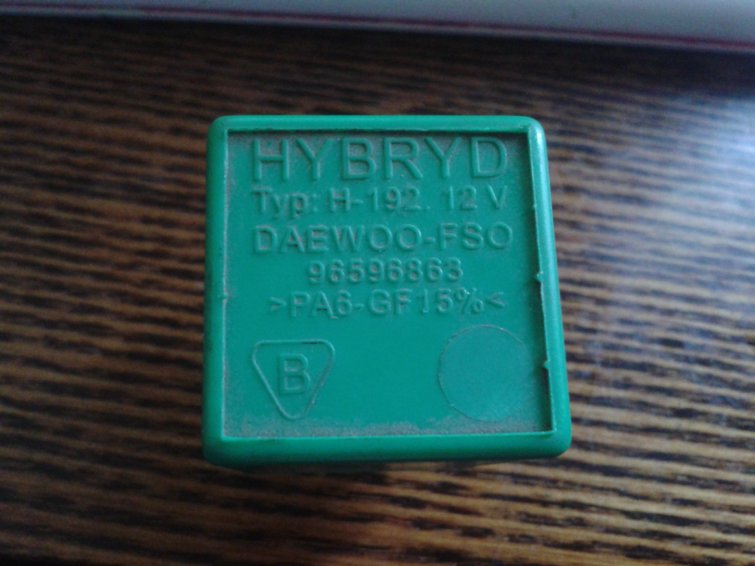 HYBRYD
Typ: H-192. 12 V
DAEWOO-FSO
96596863
>PA6-GF15%<
B